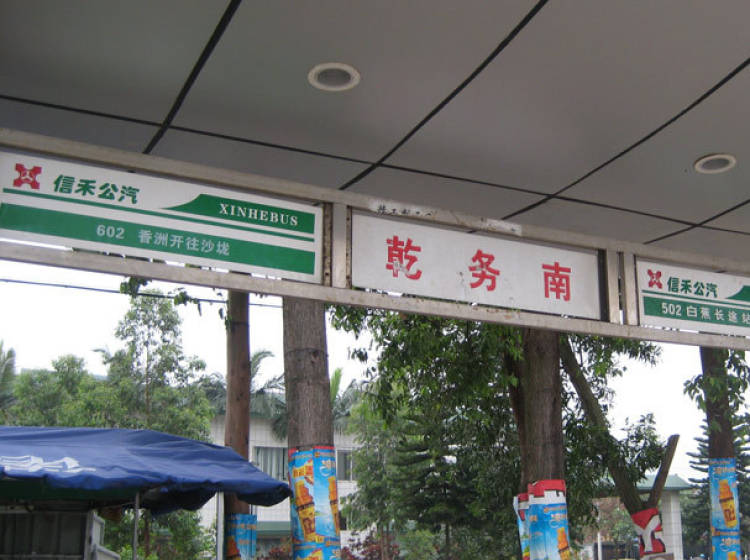 信禾公汽
XINHEBUS
602 香洲开往沙垅
乾务南
信禾公汽
502 白蕉长途站